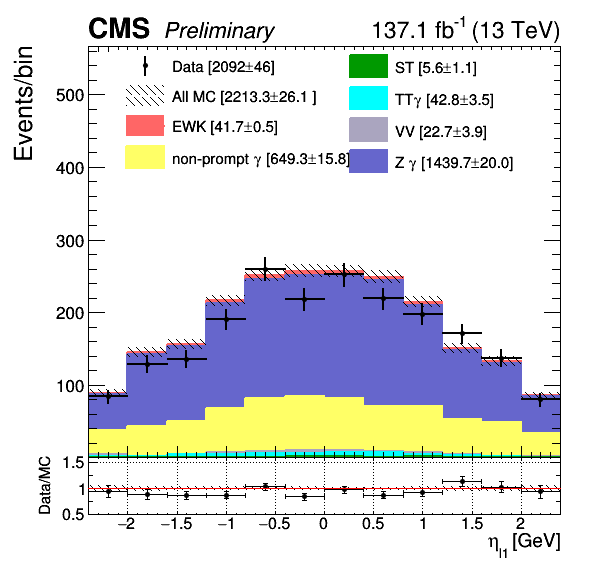 CMS Preliminary 137.1 fb⁻¹ (13 TeV)
Events/bin
Data [2092±46]
All MC [2213.3±26.1 ]
EWK [41.7±0.5]
non-prompt γ [649.3±15.8]
ST [5.6±1.1]
TTγ [42.8±3.5]
VV [22.7±3.9]
Z γ [1439.7±20.0]
500
400
300
200
100
Data/MC
1.5
1
0.5
−2 −1.5 −1 −0.5 0 0.5 1 1.5 2
η_l1 [GeV]